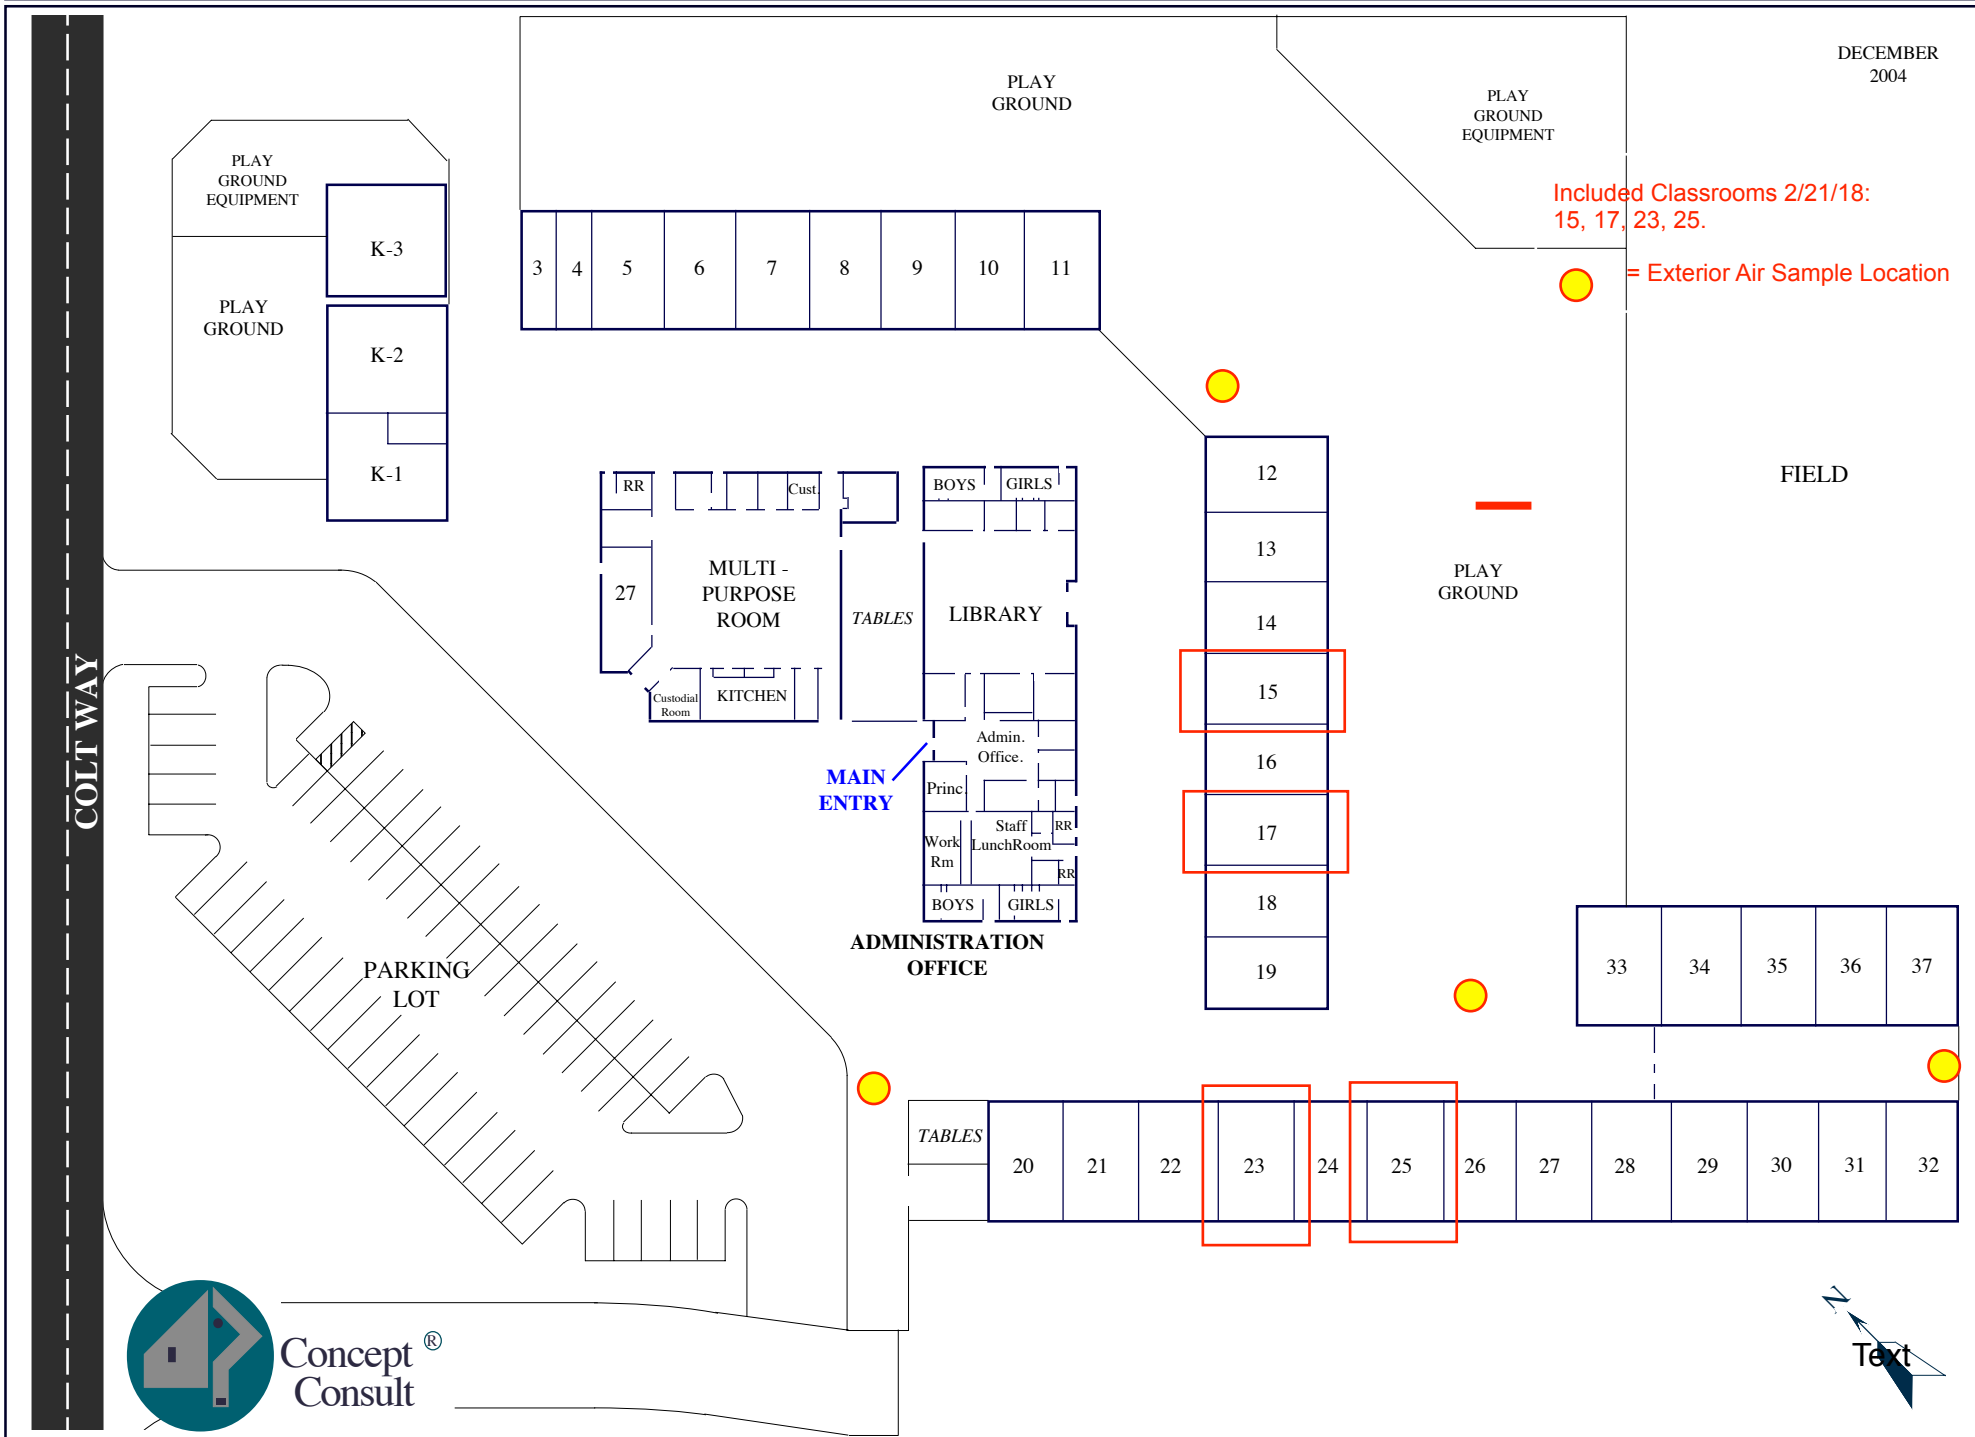 DECEMBER
2004
PLAY
GROUND
PLAY
GROUND
EQUIPMENT
PLAY
GROUND
EQUIPMENT
Included Classrooms 2/21/18:
15, 17, 23, 25.
= Exterior Air Sample Location
K-3
PLAY
GROUND
K-2
K-1
3 4 5 6 7 8 9 10 11
COLT WAY
RR
Cust.
27
MULTI -
PURPOSE
ROOM
TABLES
Custodial
Room
KITCHEN
BOYS GIRLS
LIBRARY
Admin.
Office.
MAIN
ENTRY
Princ.
Staff
LunchRoom
RR
Work
Rm
RR
BOYS GIRLS
ADMINISTRATION
OFFICE
12
13
14
15
16
17
18
19
PLAY
GROUND
FIELD
PARKING
LOT
33 34 35 36 37
TABLES
20 21 22 23 24 25 26 27 28 29 30 31 32
Concept ®
Consult
N
Text